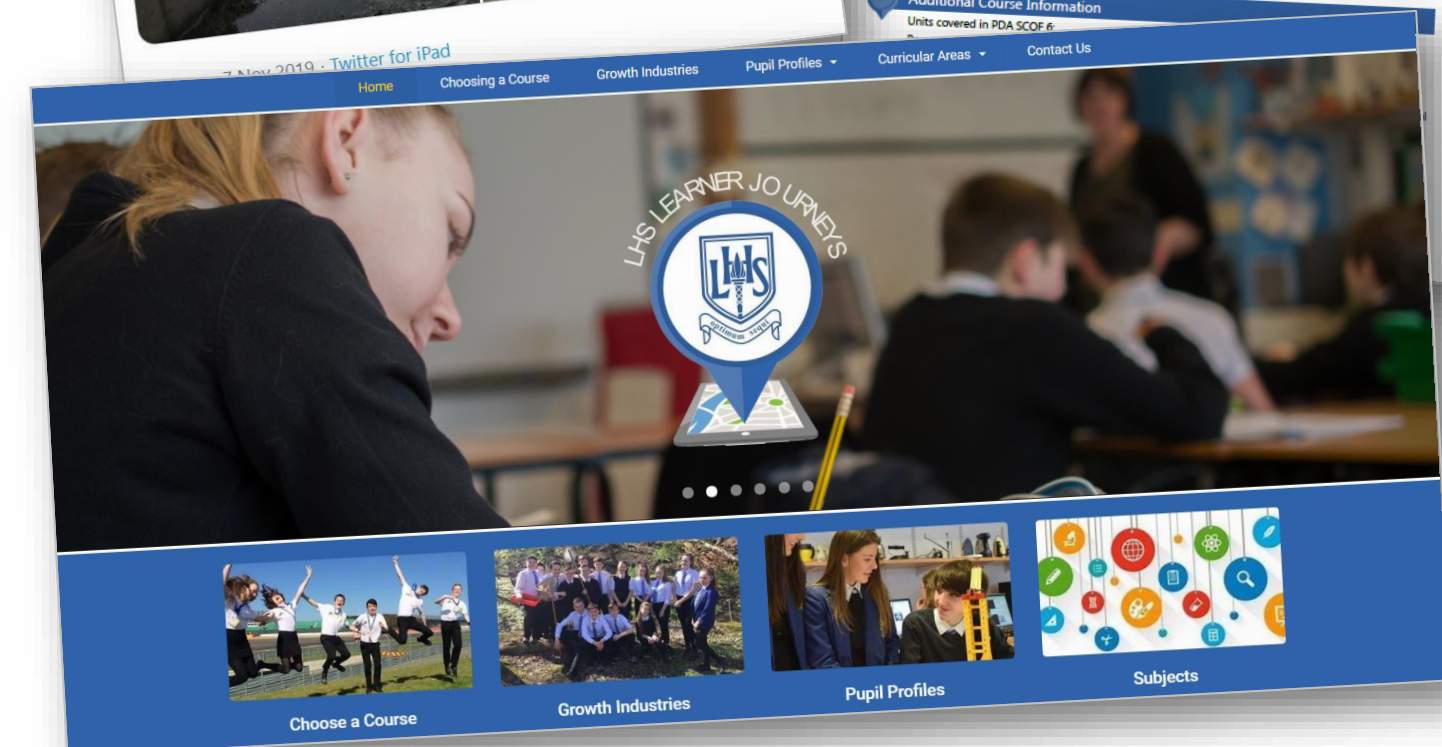 Additional Course Information
Units covered in PDA SCQF 6:
7 Nov 2019 · Twitter for iPad
Home
Choosing a Course
Growth Industries
Pupil Profiles
Curricular Areas
Contact Us
LHS LEARNER JOURNEYS
LHS
optimum sequi
Choose a Course
Growth Industries
Pupil Profiles
Subjects